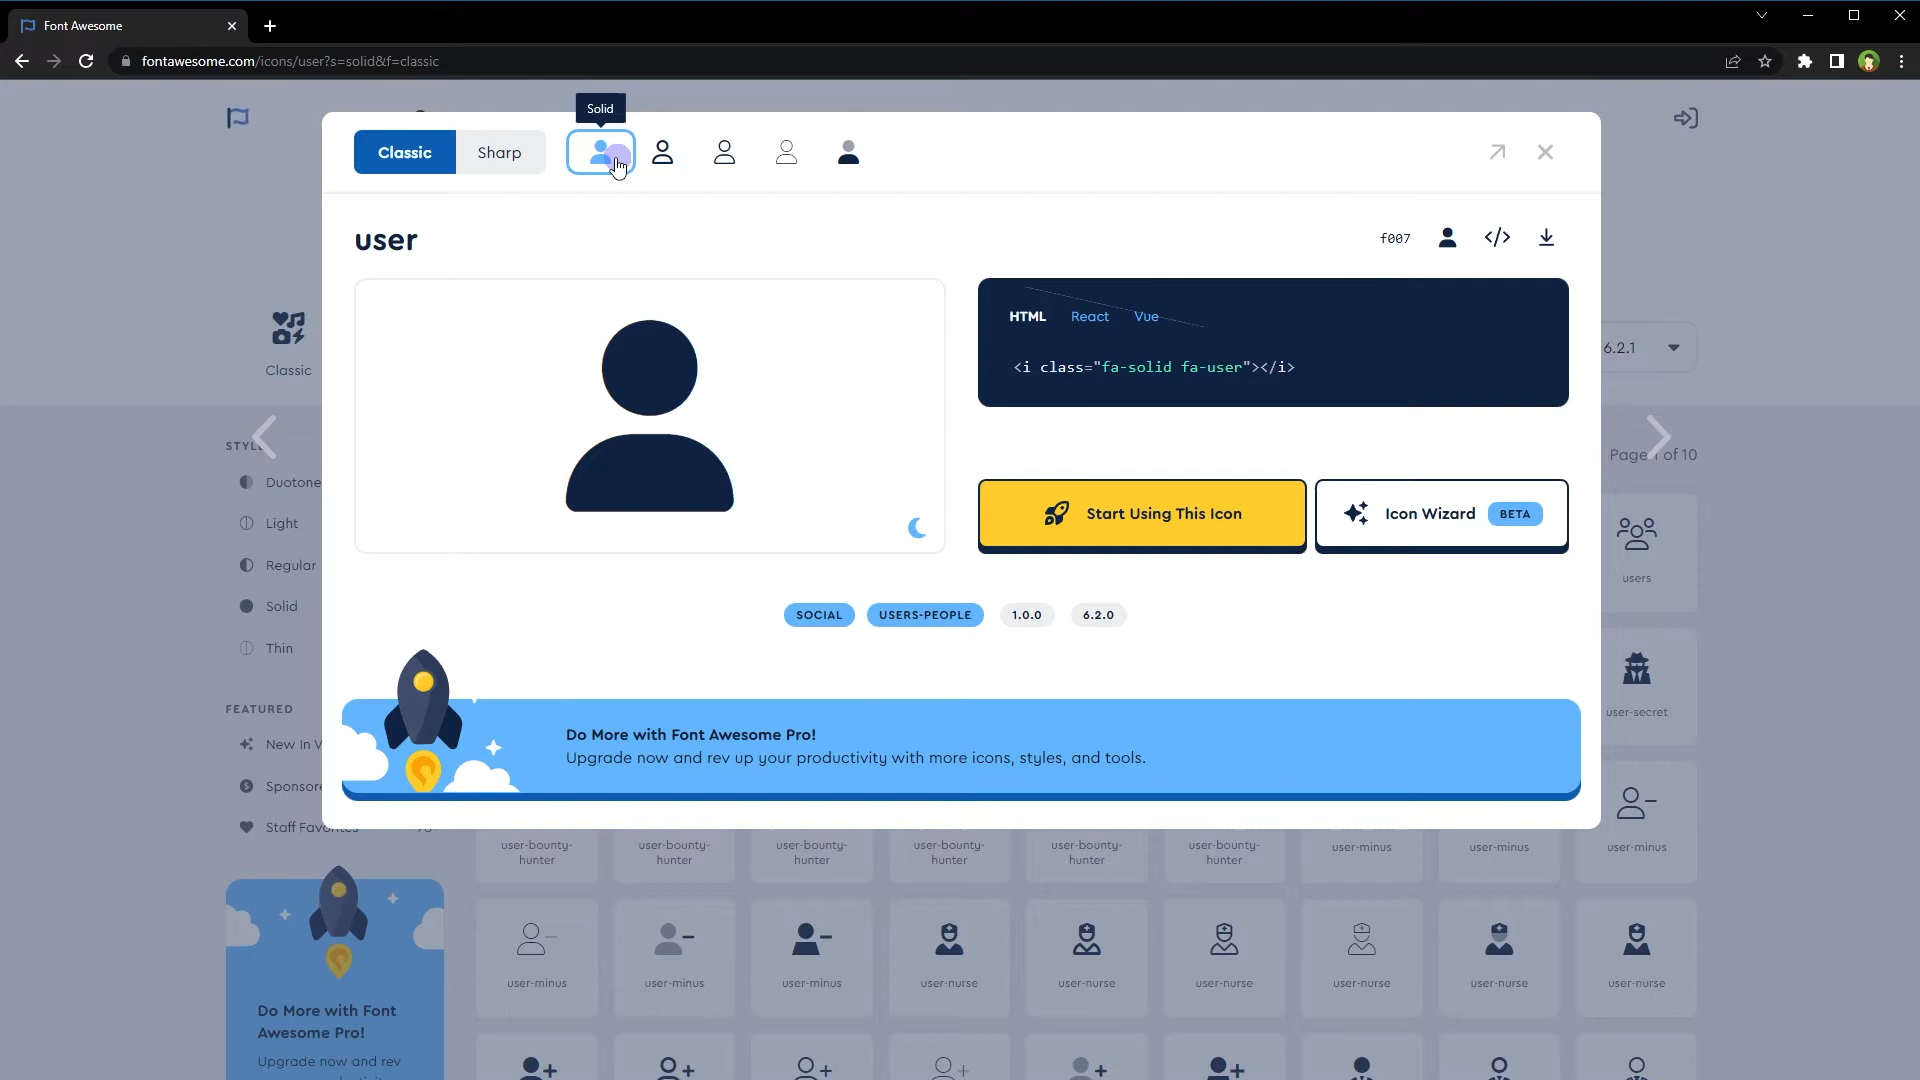 Font Awesome
fontawesome.com/icons/user?s=solid&f=classic
Solid
Classic
Sharp
user
f007
HTML
React
Vue
<i class="fa-solid fa-user"></i>
Classic
6.2.1
Page 1 of 10
Start Using This Icon
Icon Wizard
BETA
Duotone
Light
Regular
Solid
Thin
SOCIAL
USERS-PEOPLE
1.0.0
6.2.0
users
user-secret
FEATURED
New In V
Sponsore
Staff Favorites
Do More with Font Awesome Pro!
Upgrade now and rev up your productivity with more icons, styles, and tools.
user-bounty-
hunter
user-bounty-
hunter
user-bounty-
hunter
user-bounty-
hunter
user-bounty-
hunter
user-bounty-
hunter
user-minus
user-minus
user-minus
user-minus
user-minus
user-minus
user-nurse
user-nurse
user-nurse
user-nurse
user-nurse
user-nurse
Do More with Font
Awesome Pro!
Upgrade now and rev